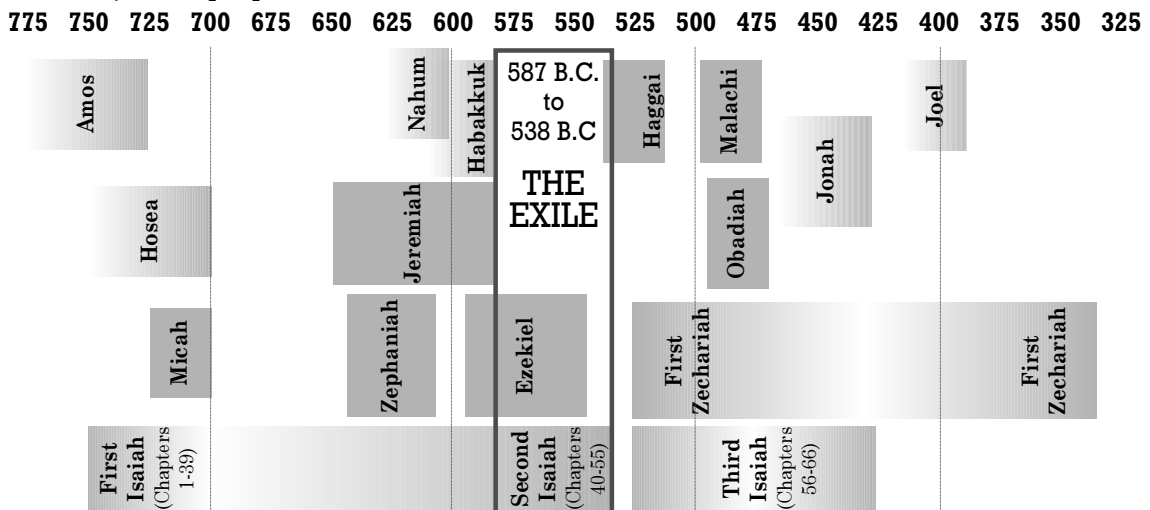 775 750 725 700 675 650 625 600 575 550 525 500 475 450 425 400 375 350 325
Amos
Nahum
Habakkuk
587 B.C.
to
538 B.C
THE
EXILE
Haggai
Malachi
Jonah
Joel
Hosea
Jeremiah
Obadiah
Micah
Zephaniah
Ezekiel
First
Zechariah
First
Zechariah
First
Isaiah
(Chapters
1-39)
Second
Isaiah
(Chapters
40-55)
Third
Isaiah
(Chapters
56-66)